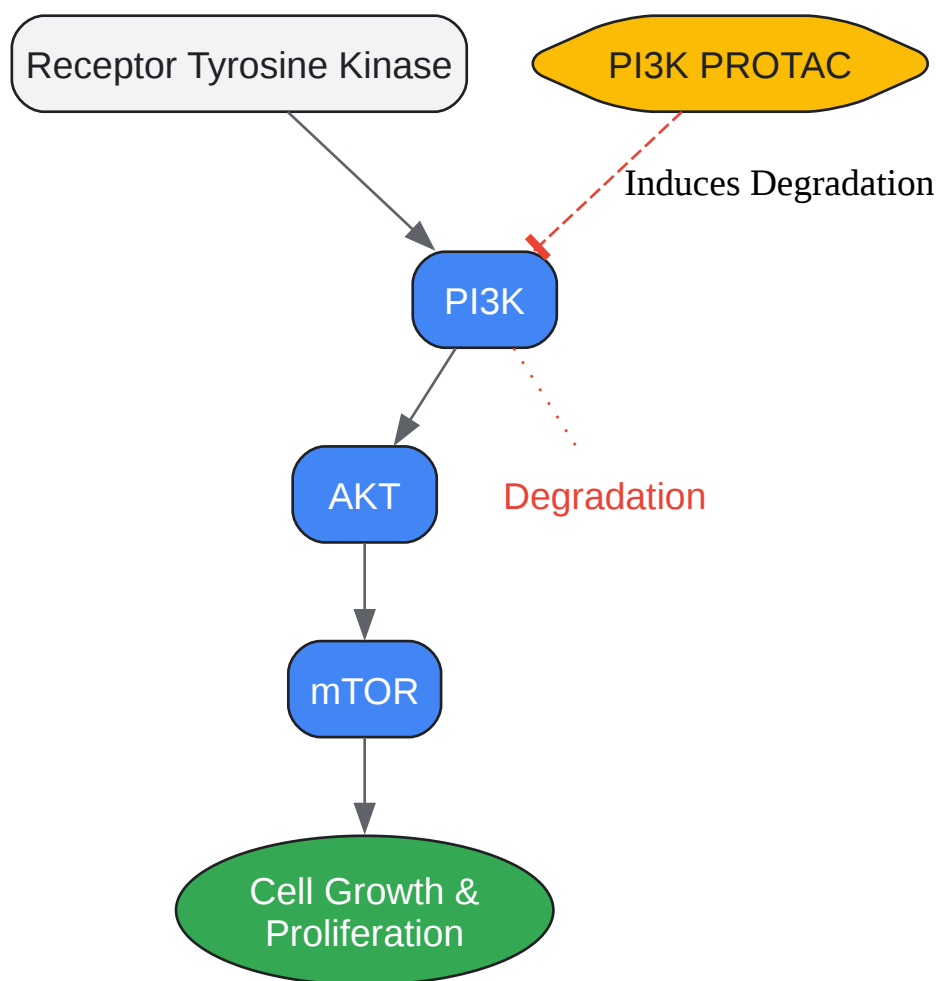 Receptor Tyrosine Kinase
PI3K PROTAC
Induces Degradation
PI3K
AKT
Degradation
mTOR
Cell Growth &
Proliferation